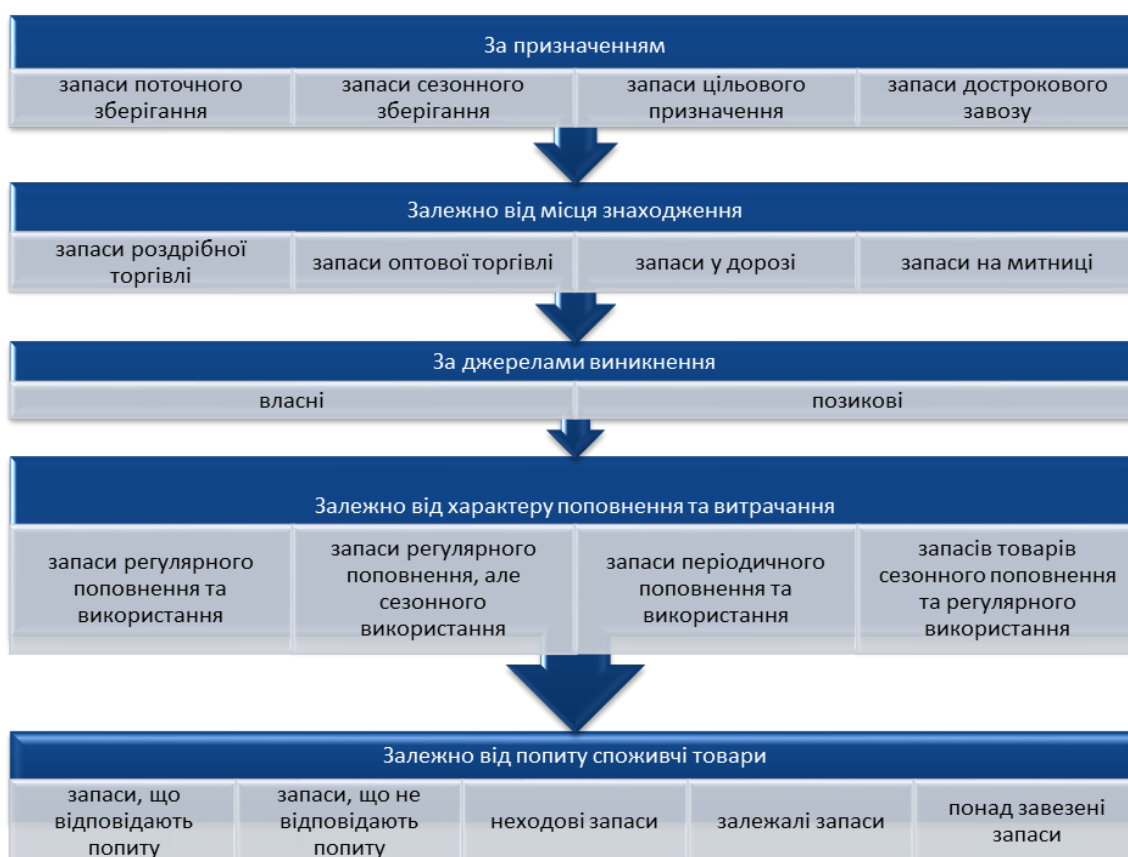 За призначенням
запаси поточного
зберігання
запаси сезонного
зберігання
запаси цільового
призначення
запаси дострокового
завозу
Залежно від місця знаходження
запаси роздрібної
торгівлі
запаси оптової торгівлі
запаси у дорозі
запаси на митниці
За джерелами виникнення
власні
позикові
Залежно від характеру поповнення та витрачання
запаси регулярного
поповнення та
використання
запаси регулярного
поповнення, але
сезонного
використання
запаси періодичного
поповнення та
використання
запасів товарів
сезонного поповнення
та регулярного
використання
Залежно від попиту споживчі товари
запаси, що
відповідають
попиту
запаси, що не
відповідають
попиту
неходові запаси
залежалі запаси
понад завезені
запаси